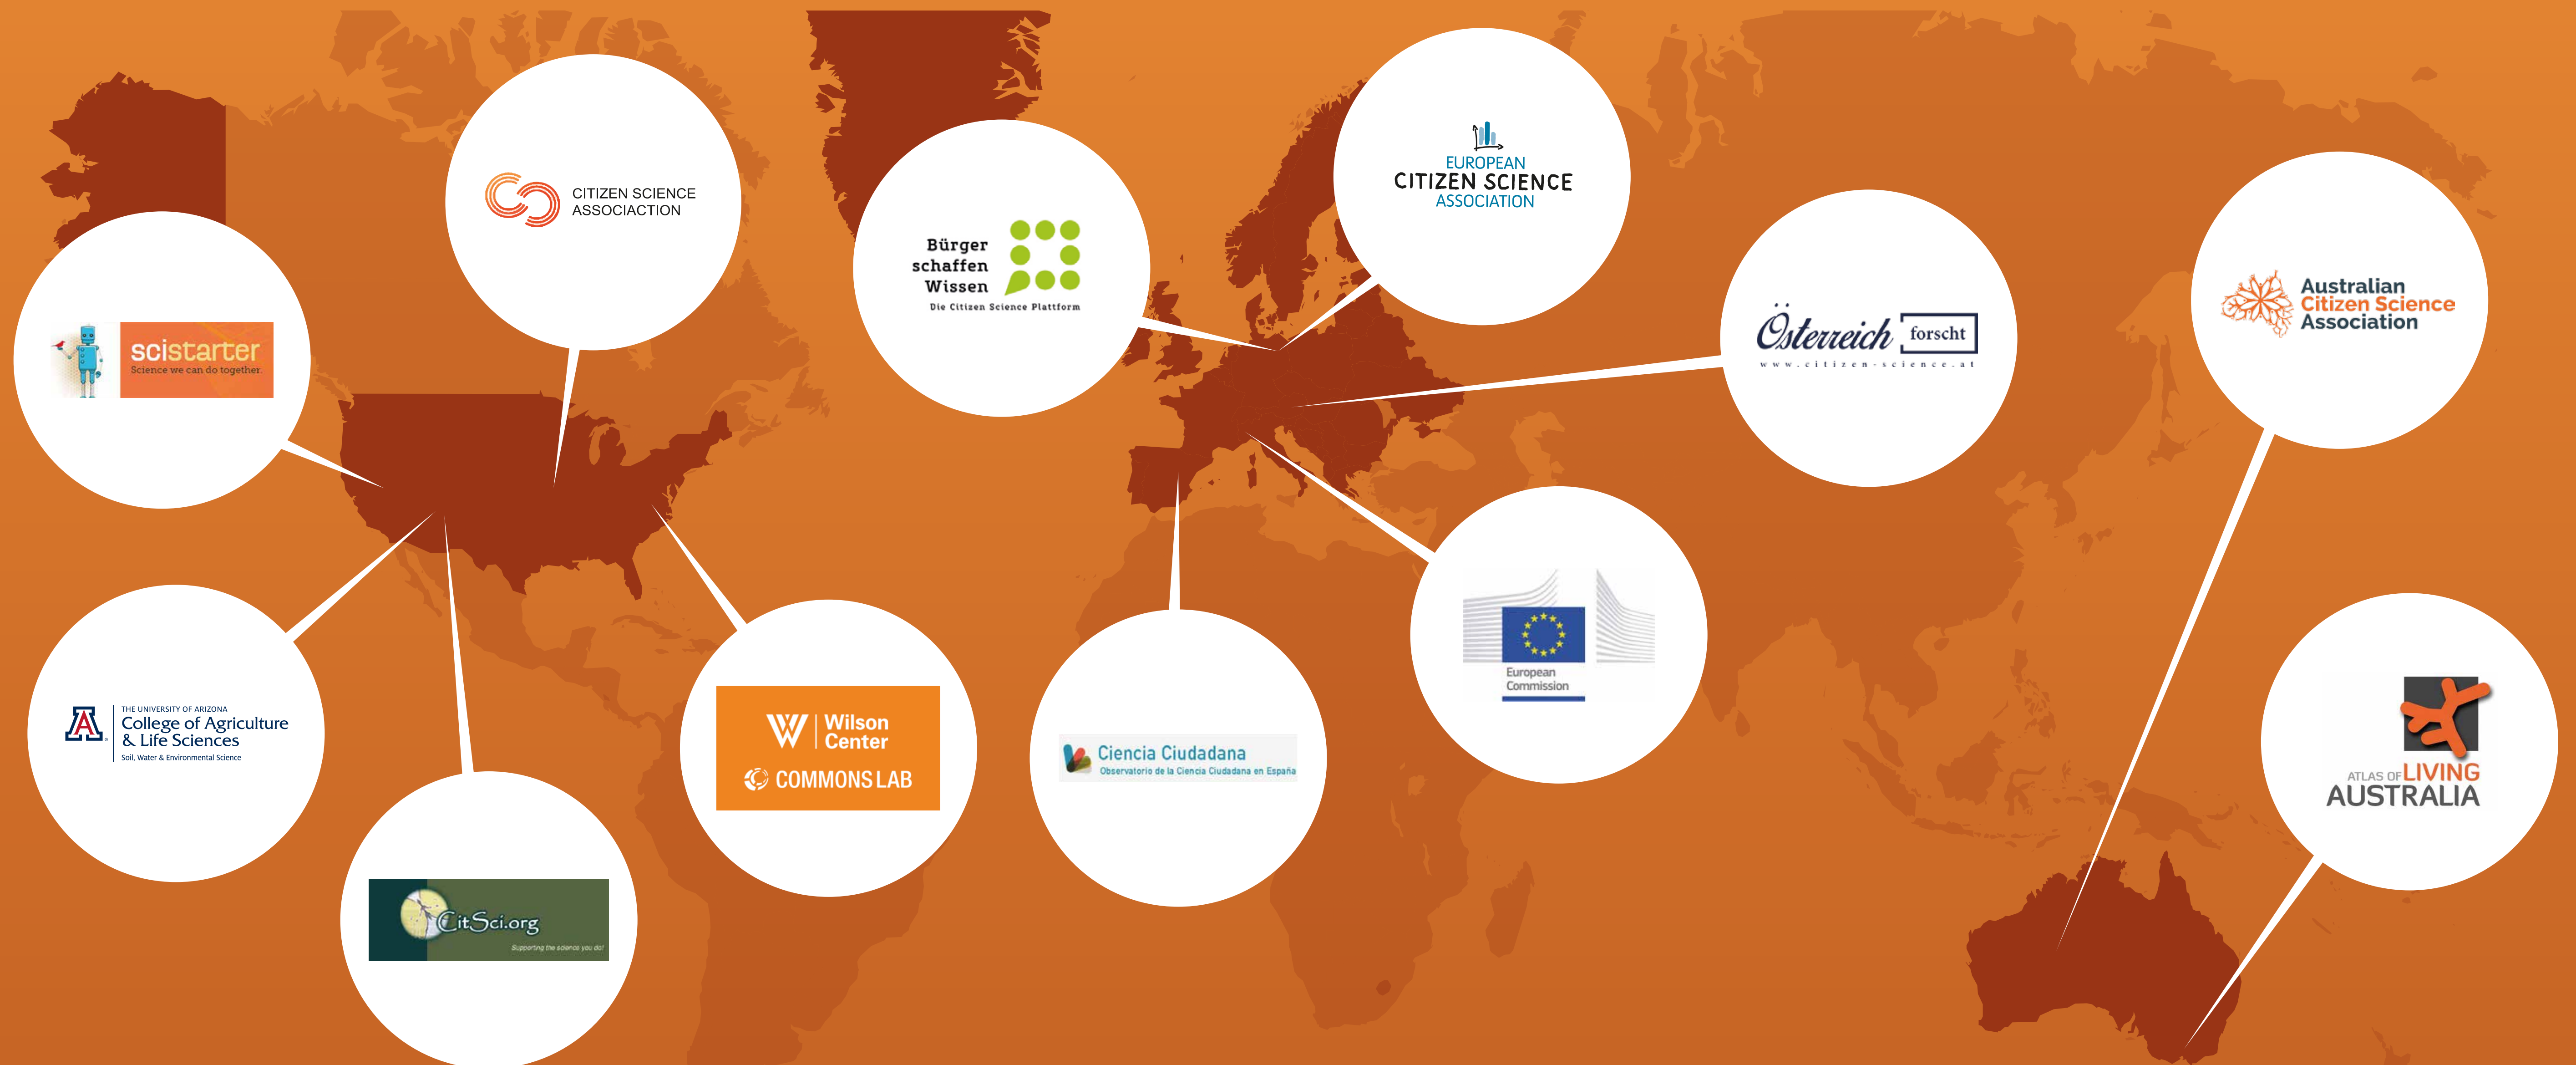 CITIZEN SCIENCE
ASSOCIACTION
EUROPEAN
CITIZEN SCIENCE
ASSOCIATION
Bürger
schaffen
Wissen
Die Citizen Science Plattform
scistarter
Science we can do together.
Österreich forscht
www.citizen-science.at
Australian
Citizen Science
Association
THE UNIVERSITY OF ARIZONA
College of Agriculture
& Life Sciences
Soil, Water & Environmental Science
CitSci.org
Supporting the science you do!
Wilson
Center
COMMONS LAB
Ciencia Ciudadana
Observatorio de la Ciencia Ciudadana en España
European
Commission
ATLAS OF LIVING
AUSTRALIA